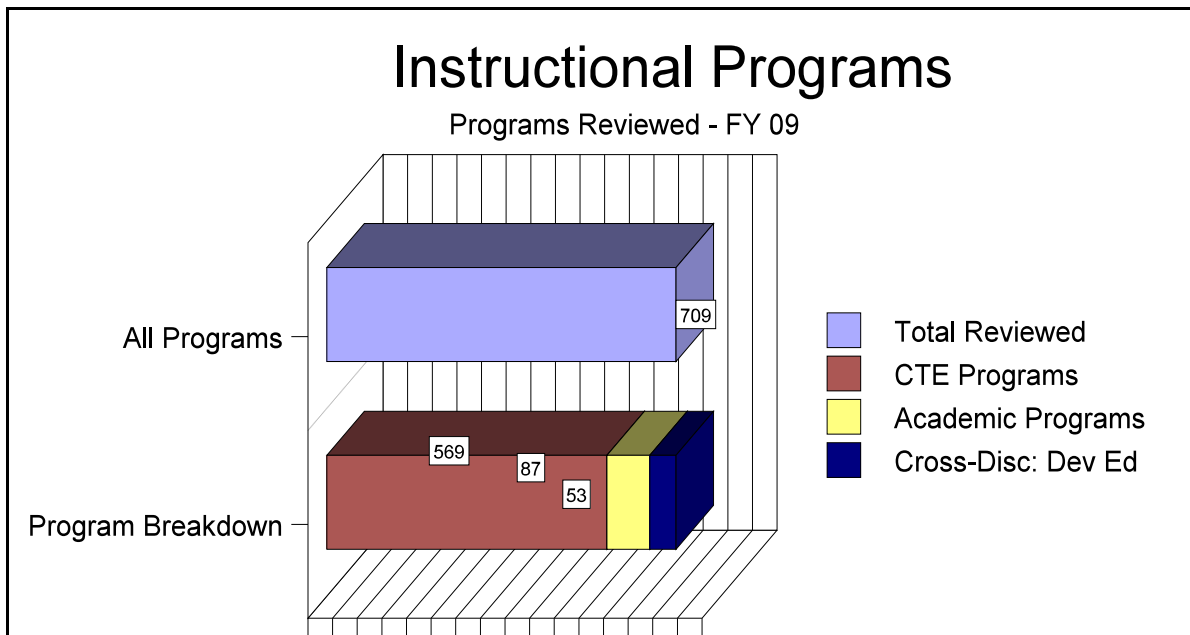 Instructional Programs
Programs Reviewed - FY 09
All Programs
709
569
87
53
Program Breakdown
Total Reviewed
CTE Programs
Academic Programs
Cross-Disc: Dev Ed